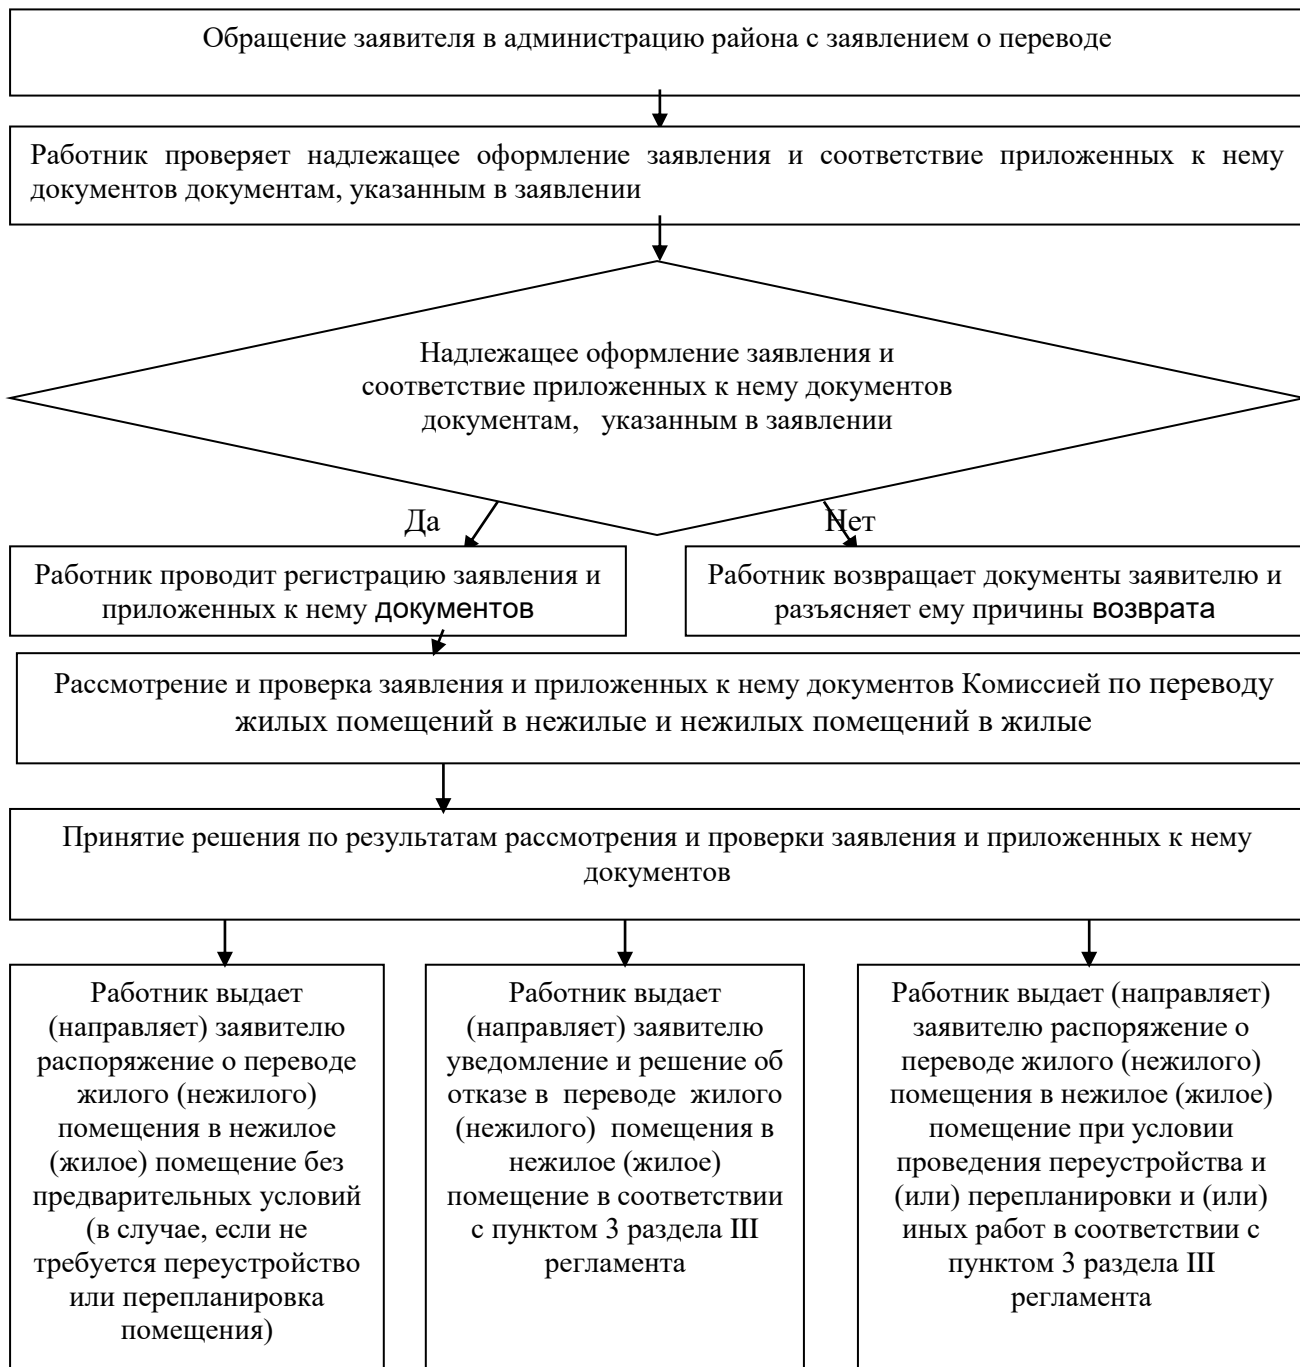 Обращение заявителя в администрацию района с заявлением о переводе
Работник проверяет надлежащее оформление заявления и соответствие приложенных к нему
документов документам, указанным в заявлении
Надлежащее оформление заявления и
соответствие приложенных к нему документов
документам, указанным в заявлении
Да
Нет
Работник проводит регистрацию заявления и
приложенных к нему документов
Работник возвращает документы заявителю и
разъясняет ему причины возврата
Рассмотрение и проверка заявления и приложенных к нему документов Комиссией по переводу
жилых помещений в нежилые и нежилых помещений в жилые
Принятие решения по результатам рассмотрения и проверки заявления и приложенных к нему
документов
Работник выдает
(направляет) заявителю
распоряжение о переводе
жилого (нежилого)
помещения в нежилое
(жилое) помещение без
предварительных условий
(в случае, если не
требуется переустройство
или перепланировка
помещения)
Работник выдает
(направляет) заявителю
уведомление и решение об
отказе в переводе жилого
(нежилого) помещения в
нежилое (жилое)
помещение в соответствии
с пунктом 3 раздела III
регламента
Работник выдает (направляет)
заявителю распоряжение о
переводе жилого (нежилого)
помещения в нежилое (жилое)
помещение при условии
проведения переустройства и
(или) перепланировки и (или)
иных работ в соответствии с
пунктом 3 раздела III
регламента